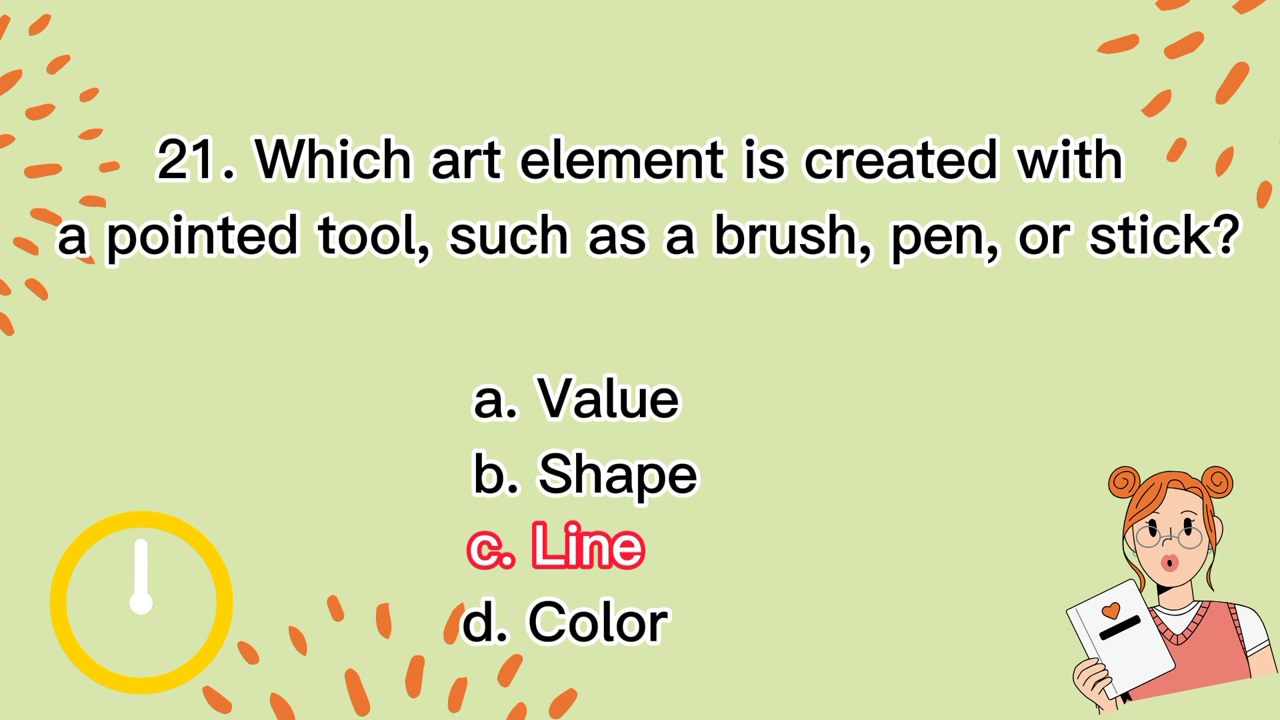 21. Which art element is created with
a pointed tool, such as a brush, pen, or stick?
a. Value
b. Shape
c. Line
d. Color